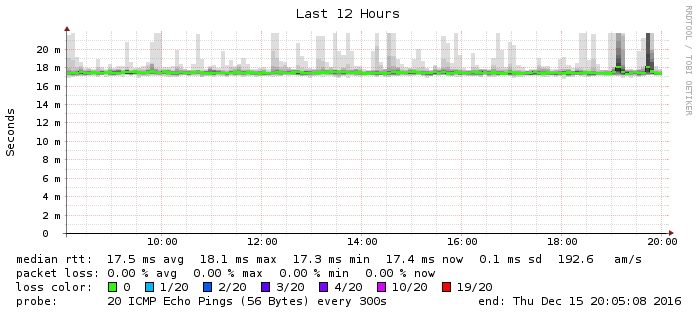 Last 12 Hours
RRDTOOL / TOBI OETIKER
Seconds
20 m
18 m
16 m
14 m
12 m
10 m
8 m
6 m
4 m
2 m
0
10:00 12:00 14:00 16:00 18:00 20:00
median rtt: 17.5 ms avg 18.1 ms max 17.3 ms min 17.4 ms now 0.1 ms sd 192.6 am/s
packet loss: 0.00 % avg 0.00 % max 0.00 % min 0.00 % now
loss color: 0 1/20 2/20 3/20 4/20 10/20 19/20
probe: 20 ICMP Echo Pings (56 Bytes) every 300s end: Thu Dec 15 20:05:08 2016